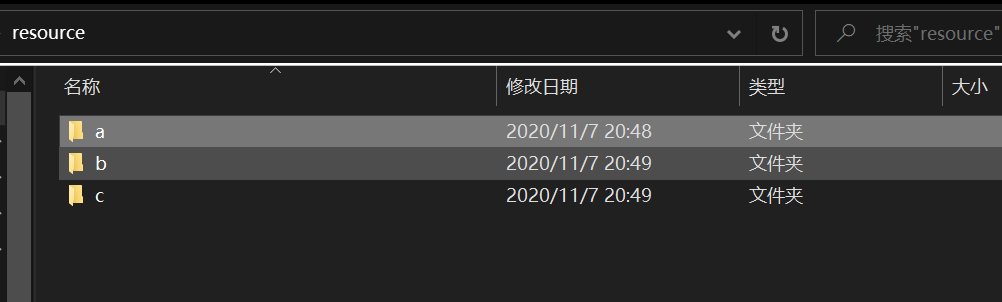 resource 搜索"resource"
名称 修改日期 类型 大小
a 2020/11/7 20:48 文件夹
b 2020/11/7 20:49 文件夹
c 2020/11/7 20:49 文件夹